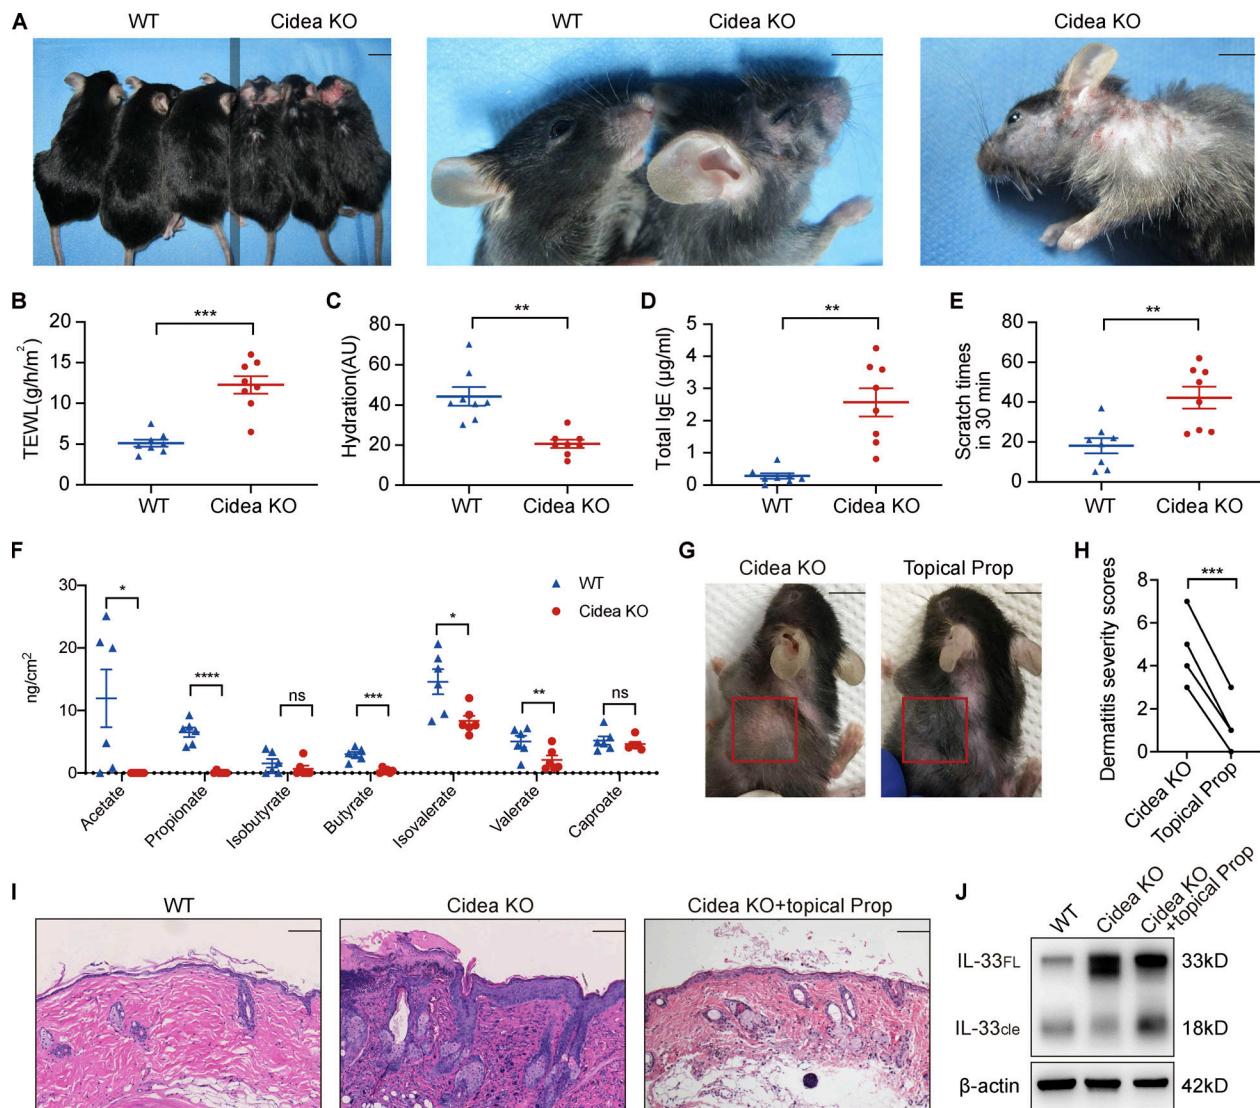 A
WT
Cidea KO
WT
Cidea KO
Cidea KO
B
TEWL(g/h/m²)
20
15
10
5
0
***
WT
Cidea KO
C
Hydration(AU)
80
60
40
20
0
**
WT
Cidea KO
D
Total IgE (µg/ml)
5
4
3
2
1
0
**
WT
Cidea KO
E
Scratch times
in 30 min
80
60
40
20
0
**
WT
Cidea KO
F
ng/cm²
30
20
10
0
*
****
ns
***
*
**
ns
WT
Cidea KO
Acetate
Propionate
Isobutyrate
Butyrate
Isovalerate
Valerate
Caproate
G
Cidea KO
Topical Prop
H
Dermatitis severity scores
8
6
4
2
0
***
Cidea KO
Topical Prop
I
WT
Cidea KO
Cidea KO+topical Prop
J
WT
Cidea KO
Cidea KO
+topical Prop
IL-33FL
33kD
IL-33cle
18kD
β-actin
42kD